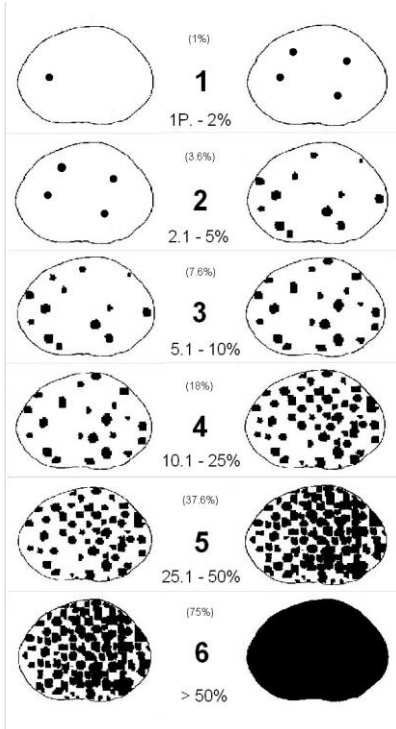 (1%)
1
1P. - 2%
(3.6%)
2
2.1 - 5%
(7.6%)
3
5.1 - 10%
(18%)
4
10.1 - 25%
(37.6%)
5
25.1 - 50%
(75%)
6
> 50%